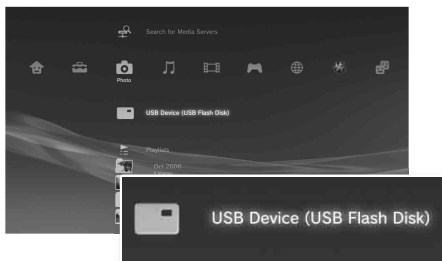 Search for Media Servers
Photo
USB Device (USB Flash Disk)
Playlists
Oct 2006
USB Device (USB Flash Disk)